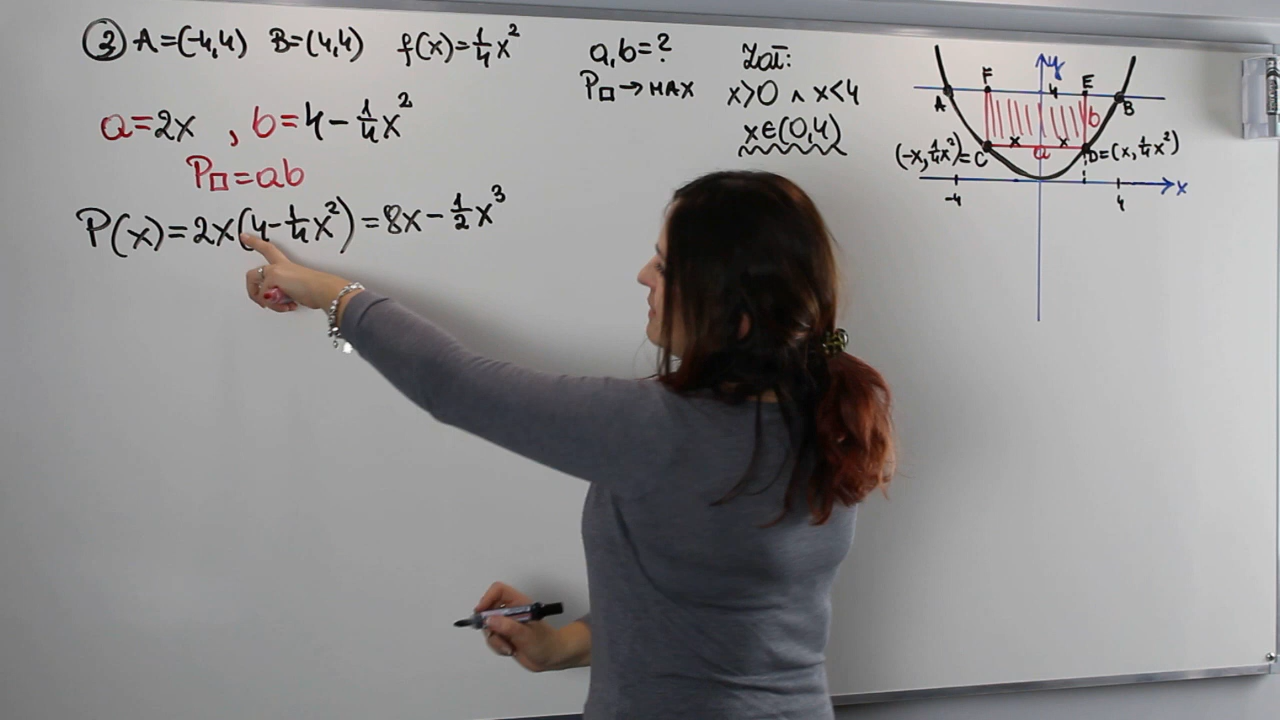 ③ A=(-4,4) B=(4,4) f(x)=¼x²
a=2x , b=4-¼x²
P□=ab
P(x)=2x(4-¼x²)=8x-½x³
a,b=?
P□→MAX
Zał:
x>0 ∧ x<4
x∈(0,4)
y
F 4 E
A B
b
x x
(-x,¼x²)=C a D=(x,¼x²)
x
-4 4